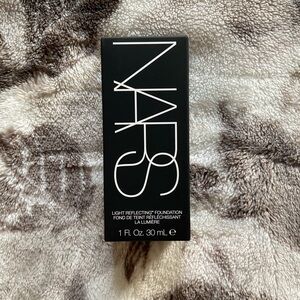 NARS
LIGHT REFLECTING™ FOUNDATION
FOND DE TEINT RÉFLÉCHISSANT
LA LUMIÈRE
1 Fl. Oz. 30 mL ℮